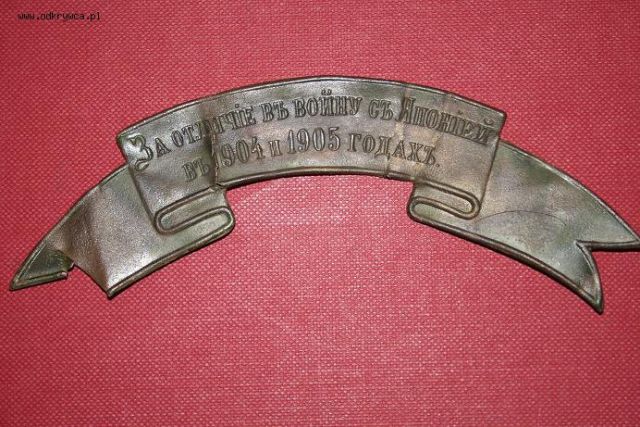 www.odkrywca.pl
За отличіе въ войну съ Японіей
въ 1904 и 1905 годахъ.